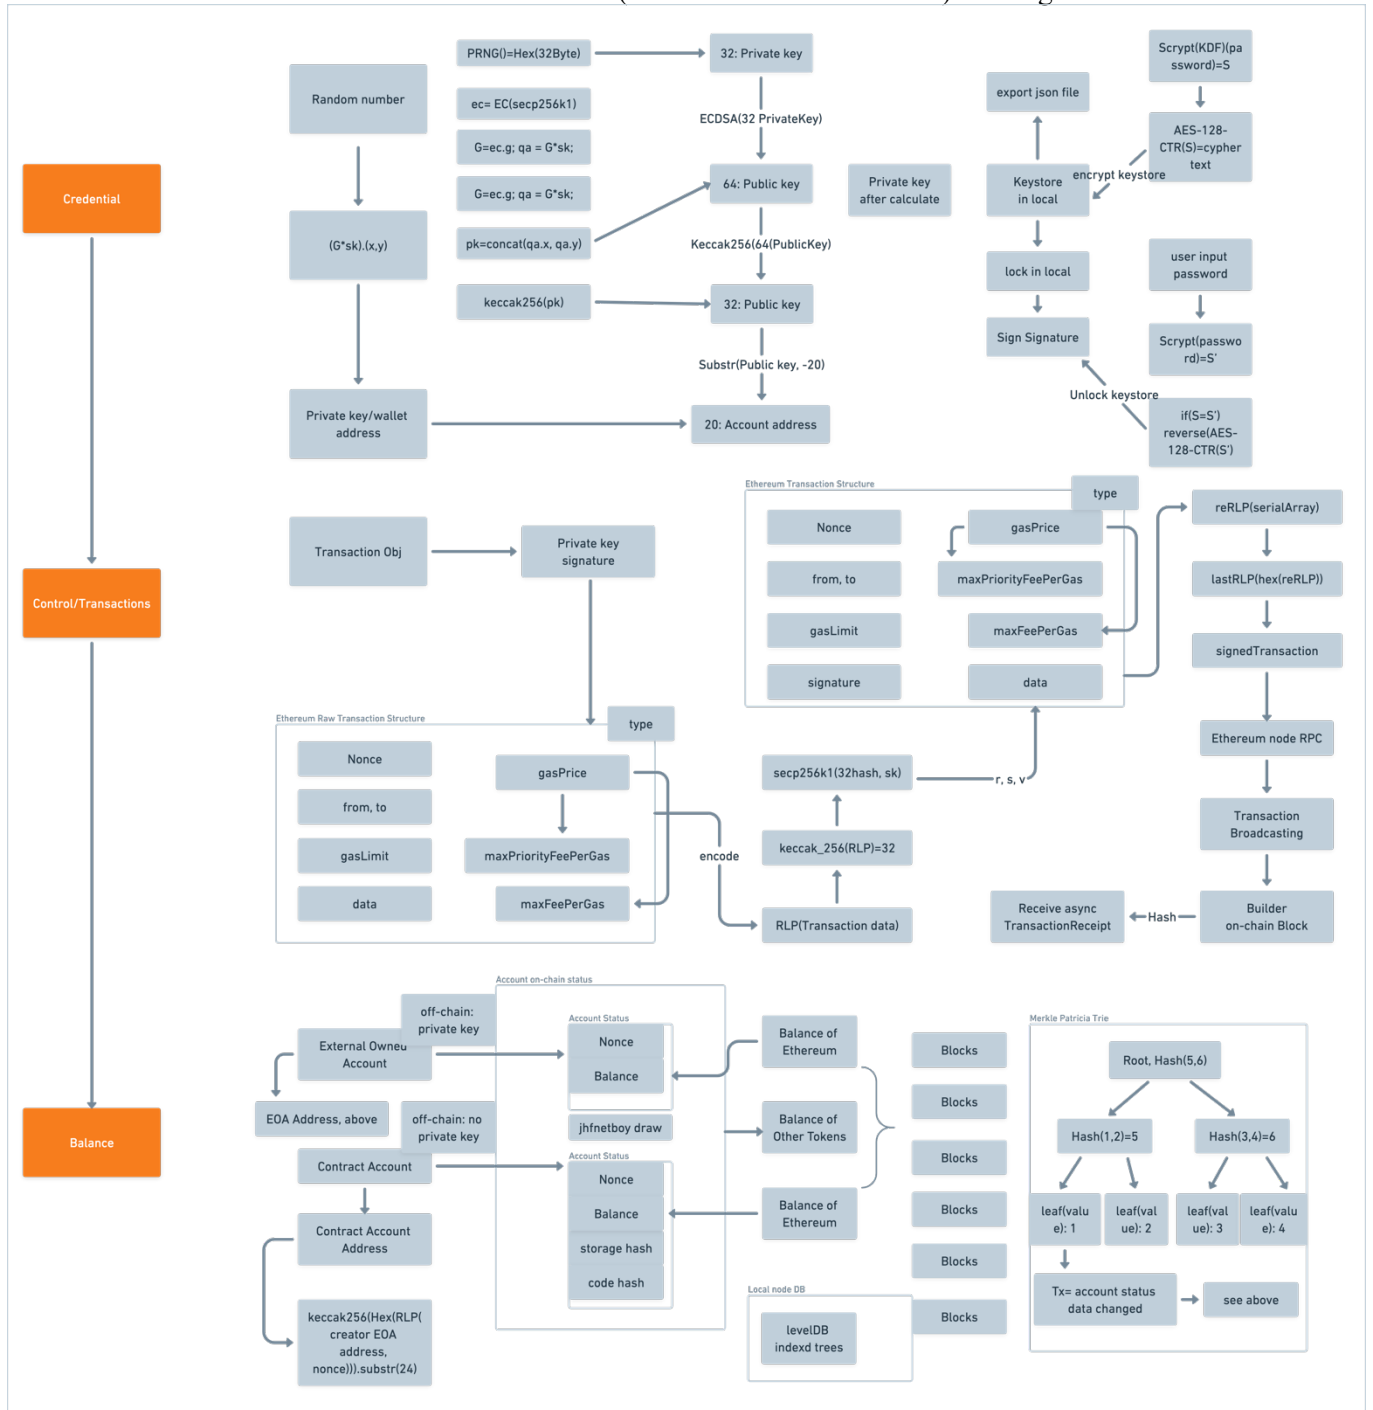 Credential
Control/Transactions
Balance
Random number
(G*sk).(x,y)
Private key/wallet
address
PRNG()=Hex(32Byte)
ec= EC(secp256k1)
G=ec.g; qa = G*sk;
G=ec.g; qa = G*sk;
pk=concat(qa.x, qa.y)
keccak256(pk)
32: Private key
ECDSA(32 PrivateKey)
64: Public key
Keccak256(64(PublicKey)
32: Public key
Substr(Public key, -20)
20: Account address
Private key
after calculate
export json file
Keystore
in local
lock in local
Sign Signature
Scrypt(KDF)(pa
ssword)=S
AES-128-
CTR(S)=cypher
text
encrypt keystore
user input
password
Scrypt(passwo
rd)=S'
Unlock keystore
if(S=S')
reverse(AES-
128-CTR(S')
Transaction Obj
Private key
signature
Ethereum Raw Transaction Structure
type
Nonce
from, to
gasLimit
data
gasPrice
maxPriorityFeePerGas
maxFeePerGas
encode
RLP(Transaction data)
keccak_256(RLP)=32
secp256k1(32hash, sk)
r, s, v
Ethereum Transaction Structure
type
Nonce
from, to
gasLimit
signature
gasPrice
maxPriorityFeePerGas
maxFeePerGas
data
reRLP(serialArray)
lastRLP(hex(reRLP))
signedTransaction
Ethereum node RPC
Transaction
Broadcasting
Builder
on-chain Block
Hash
Receive async
TransactionReceipt
off-chain:
private key
External Owned
Account
EOA Address, above
off-chain: no
private key
Contract Account
Contract Account
Address
keccak256(Hex(RLP(
creator EOA
address,
nonce))).substr(24)
Account on-chain status
Account Status
Nonce
Balance
jhfnetboy draw
Account Status
Nonce
Balance
storage hash
code hash
Balance of
Ethereum
Balance of
Other Tokens
Balance of
Ethereum
Local node DB
levelDB
indexd trees
Blocks
Blocks
Blocks
Blocks
Blocks
Blocks
Merkle Patricia Trie
Root, Hash(5,6)
Hash(1,2)=5
Hash(3,4)=6
leaf(valu
e): 1
leaf(val
ue): 2
leaf(val
ue): 3
leaf(valu
e): 4
Tx= account status
data changed
see above